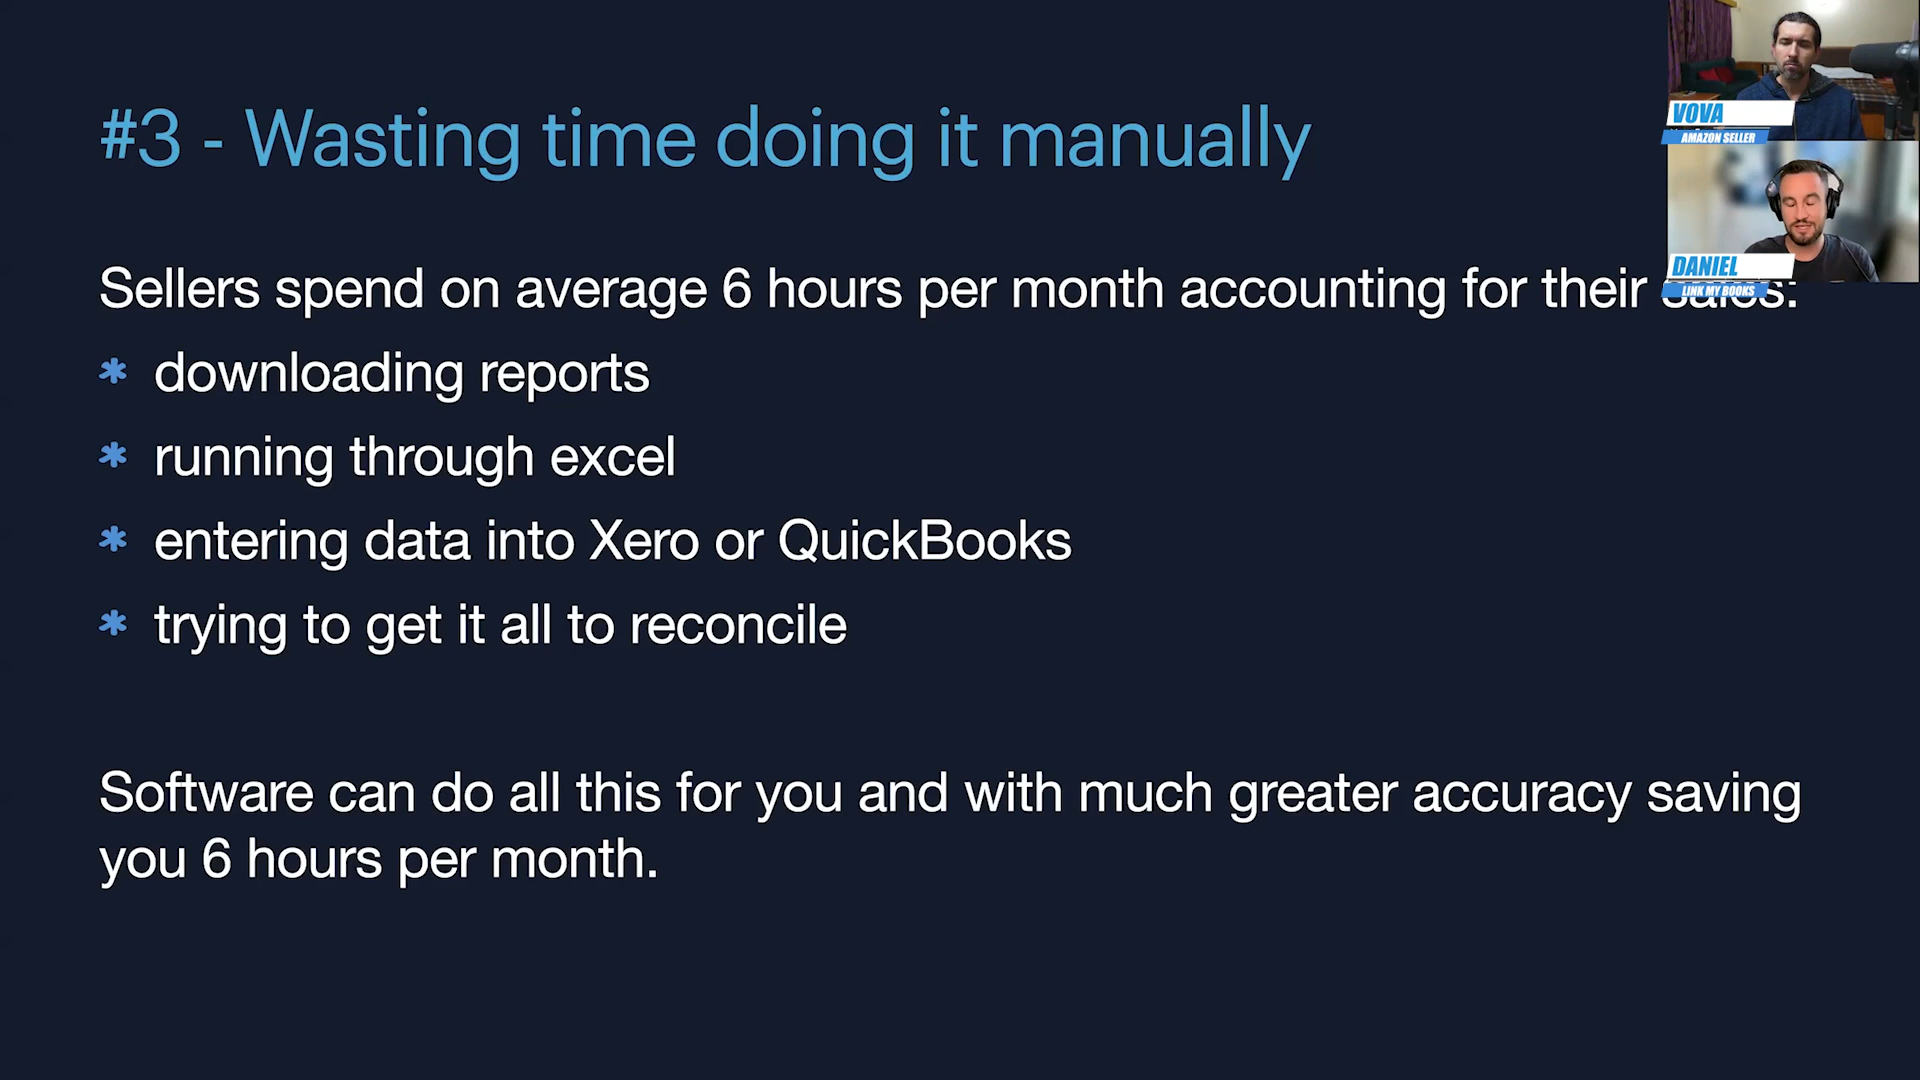 #3 - Wasting time doing it manually
Sellers spend on average 6 hours per month accounting for their sales:
* downloading reports
* running through excel
* entering data into Xero or QuickBooks
* trying to get it all to reconcile
Software can do all this for you and with much greater accuracy saving
you 6 hours per month.
VOVA
AMAZON SELLER
DANIEL
LINK MY BOOKS